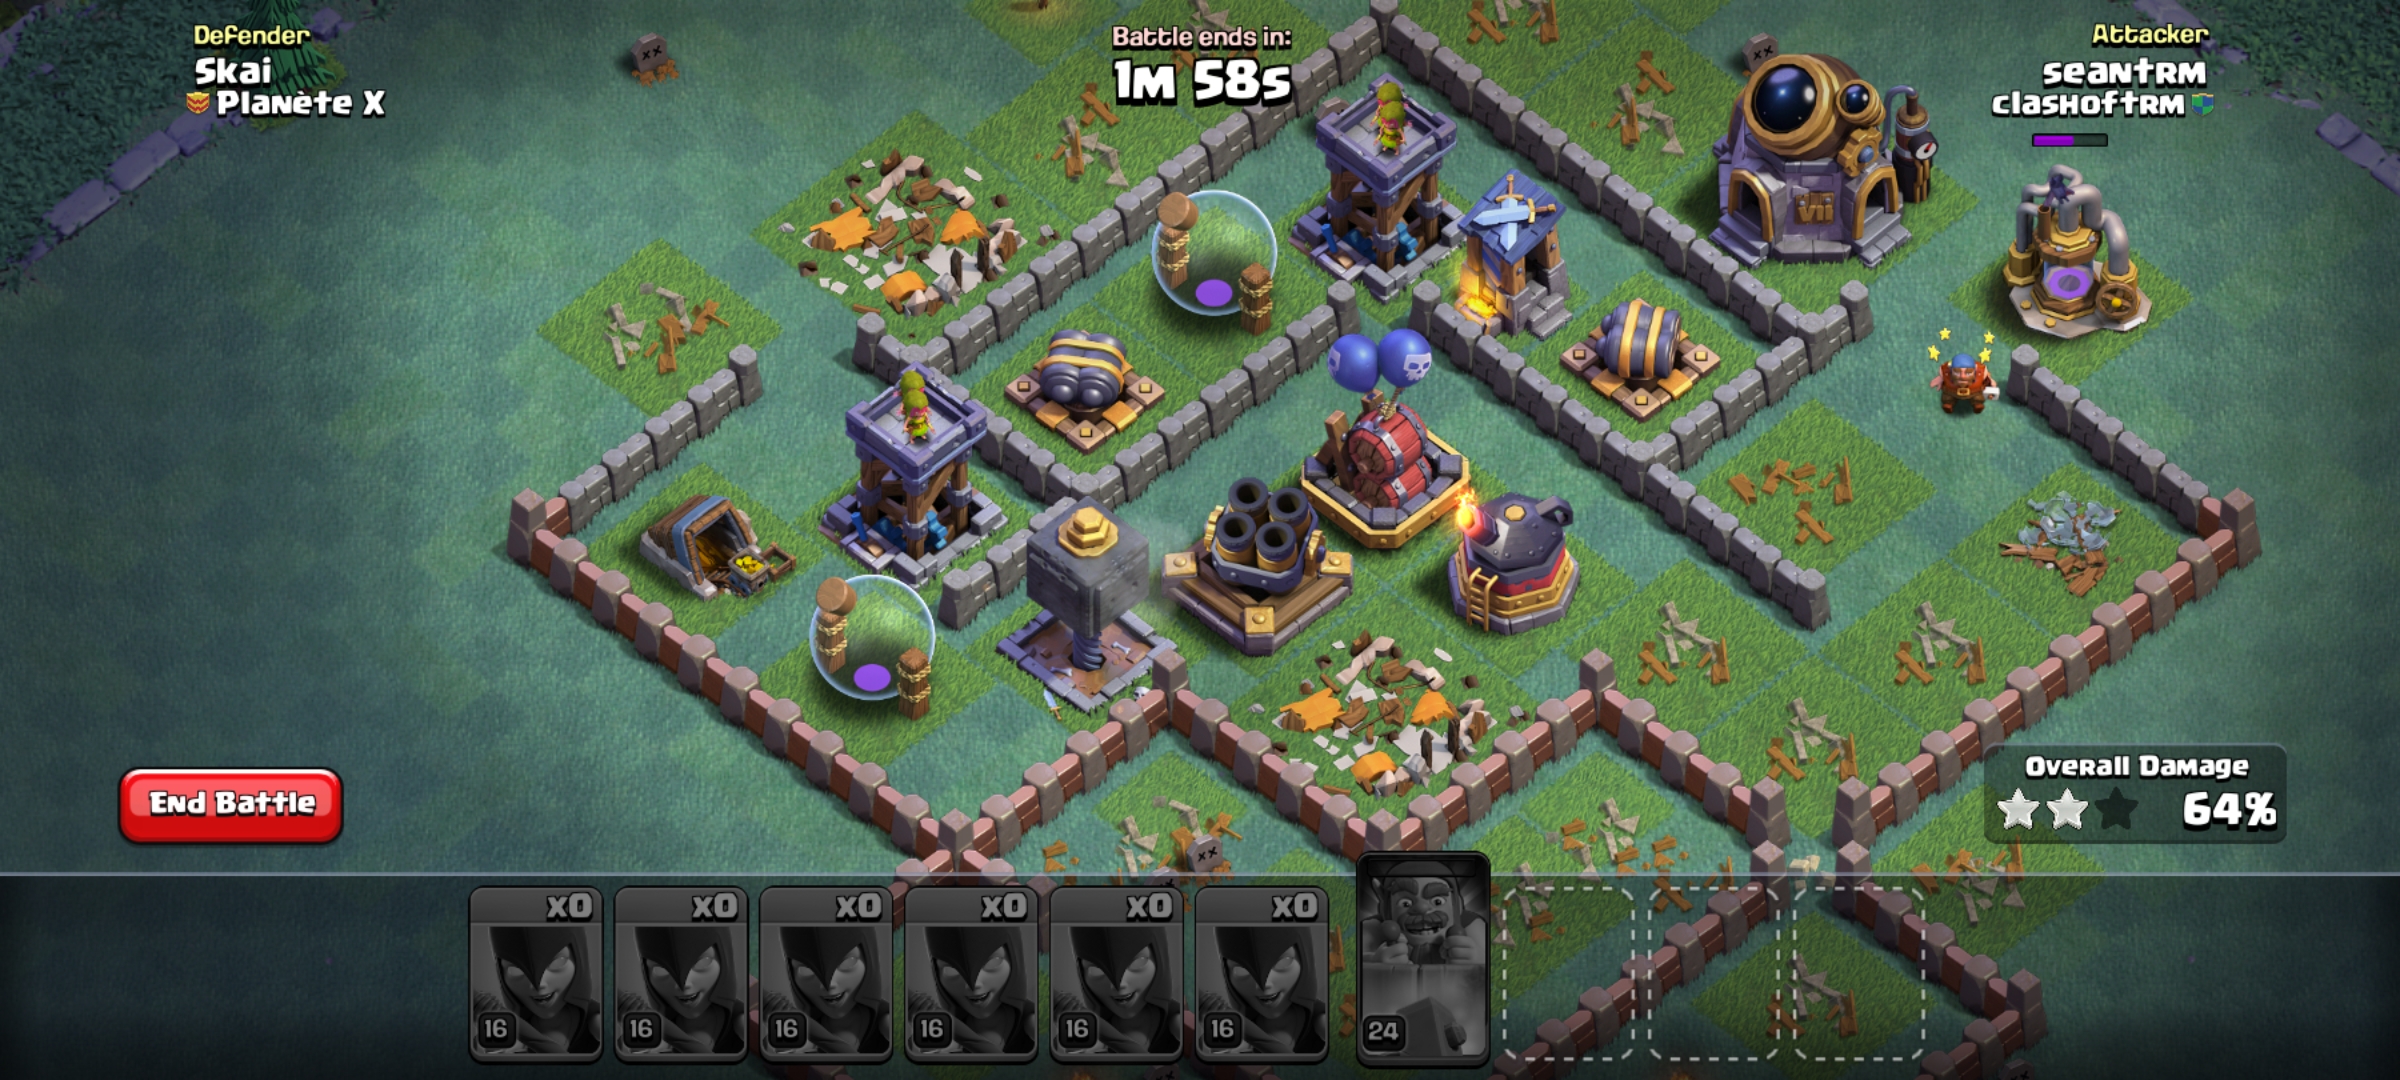 Defender
Skai
Planète X
Battle ends in:
1M 58s
Attacker
seantRM
clashoftRM
VII
End Battle
Overall Damage
64%
x0
x0
x0
x0
x0
x0
16
16
16
16
16
16
24